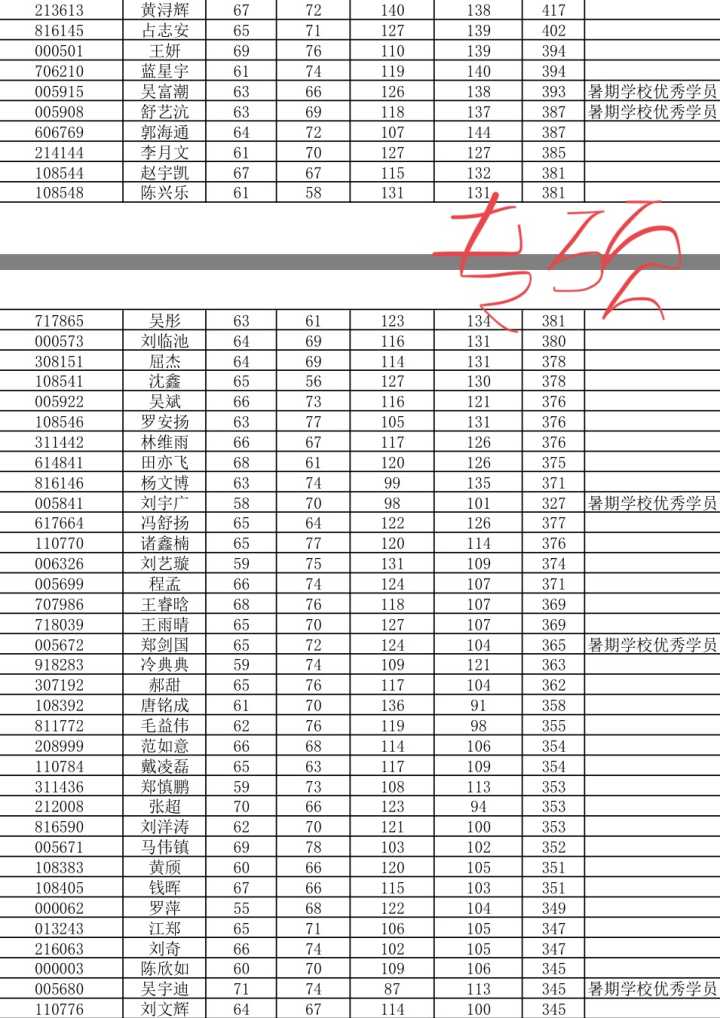 213613 黄浔辉 67 72 140 138 417
816145 占志安 65 71 127 139 402
000501 王妍 69 76 110 139 394
706210 蓝星宇 61 74 119 140 394
005915 吴富潮 63 66 126 138 393 暑期学校优秀学员
005908 舒艺沆 63 69 118 137 387 暑期学校优秀学员
606769 郭海通 64 72 107 144 387
214144 李月文 61 70 127 127 385
108544 赵宇凯 67 67 115 132 381
108548 陈兴乐 61 58 131 131 381
专项
717865 吴彤 63 61 123 134 381
000573 刘临池 64 69 116 131 380
308151 屈杰 64 69 114 131 378
108541 沈鑫 65 56 127 130 378
005922 吴斌 66 73 116 121 376
108546 罗安扬 63 77 105 131 376
311442 林维雨 66 67 117 126 376
614841 田亦飞 68 61 120 126 375
816146 杨文博 63 74 99 135 371
005841 刘宇广 58 70 98 101 327 暑期学校优秀学员
617664 冯舒扬 65 64 122 126 377
110770 诸鑫楠 65 77 120 114 376
006326 刘艺璇 59 75 131 109 374
005699 程孟 66 74 124 107 371
707986 王睿晗 68 76 118 107 369
718039 王雨晴 65 70 127 107 369
005672 郑剑国 65 72 124 104 365 暑期学校优秀学员
918283 冷典典 59 74 109 121 363
307192 郝甜 65 76 117 104 362
108392 唐铭成 61 70 136 91 358
811772 毛益伟 62 76 119 98 355
208999 范如意 66 68 114 106 354
110784 戴凌磊 65 63 117 109 354
311436 郑慎鹏 59 73 108 113 353
212008 张超 70 66 123 94 353
816590 刘洋涛 62 70 121 100 353
005671 马伟镇 69 78 103 102 352
108383 黄颀 60 66 120 105 351
108405 钱晖 67 66 115 103 351
000062 罗萍 55 68 122 104 349
013243 江郑 65 71 106 105 347
216063 刘奇 66 74 102 105 347
000003 陈欣如 60 70 109 106 345
005680 吴宇迪 71 74 87 113 345 暑期学校优秀学员
110776 刘文辉 64 67 114 100 345